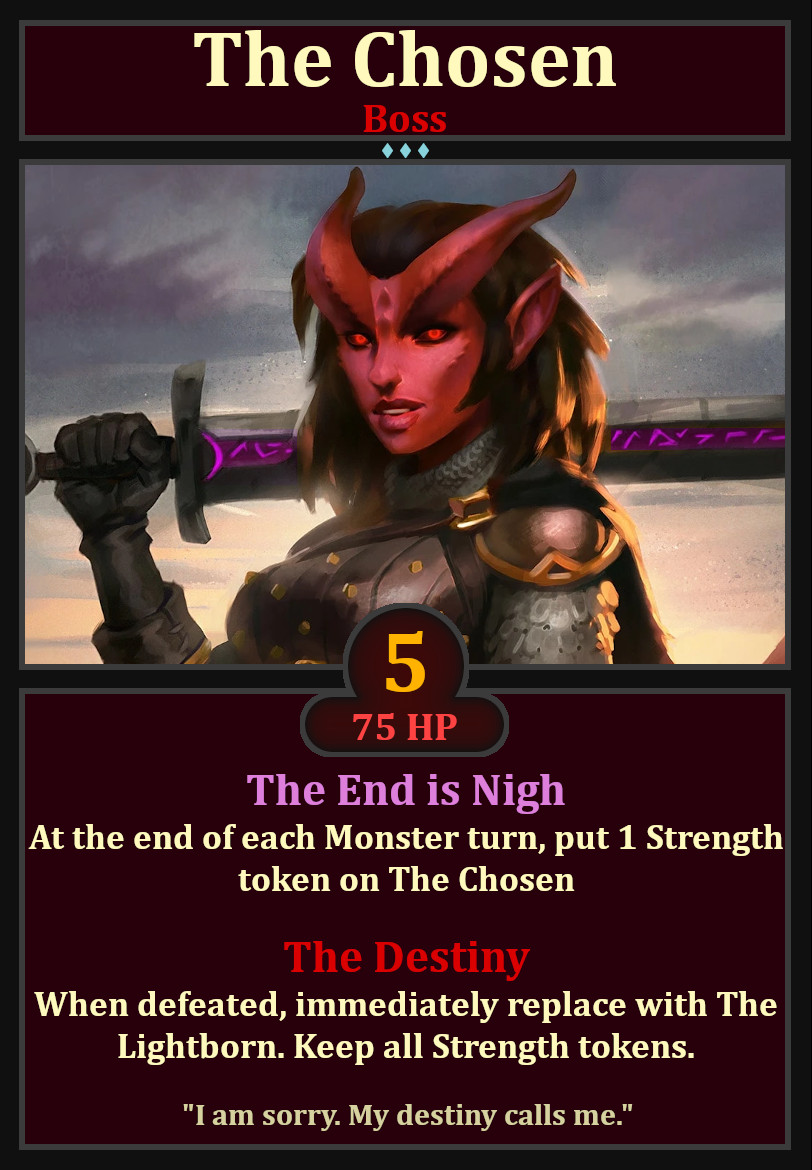 The Chosen
Boss
5
75 HP
The End is Nigh
At the end of each Monster turn, put 1 Strength
token on The Chosen
The Destiny
When defeated, immediately replace with The
Lightborn. Keep all Strength tokens.
"I am sorry. My destiny calls me."